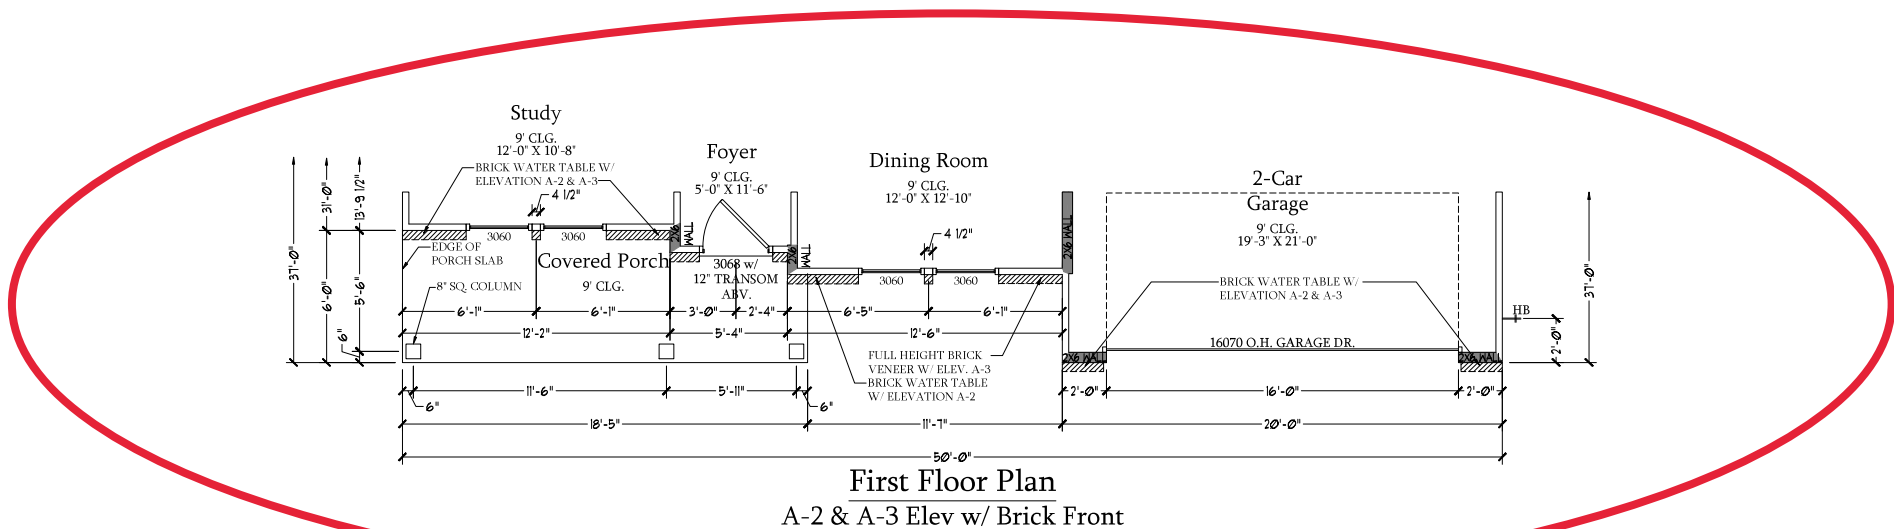 Study
9' CLG.
12'-0" X 10'-8"
BRICK WATER TABLE W/
ELEVATION A-2 & A-3
4 1/2"
Foyer
9' CLG.
5'-0" X 11'-6"
Dining Room
9' CLG.
12'-0" X 12'-10"
2-Car
Garage
9' CLG.
19'-3" X 21'-0"
37'-0"
31'-0"
13'-9 1/2"
6'-0"
5'-6"
6"
3060
3060
2X6
WALL
EDGE OF
PORCH SLAB
Covered Porch
9' CLG.
8" SQ. COLUMN
3068 w/
12" TRANSOM
ABV.
2X6
WALL
4 1/2"
3060
3060
2X6 WALL
BRICK WATER TABLE W/
ELEVATION A-2 & A-3
37'-0"
HB
2'-0"
6'-1"
6'-1"
3'-0"
2'-4"
6'-5"
6'-1"
12'-2"
5'-4"
12'-6"
16070 O.H. GARAGE DR.
2X6 WALL
2X6 WALL
FULL HEIGHT BRICK
VENEER W/ ELEV. A-3
BRICK WATER TABLE
W/ ELEVATION A-2
11'-6"
5'-11"
2'-0"
16'-0"
2'-0"
6"
6"
18'-5"
11'-7"
20'-0"
50'-0"
First Floor Plan
A-2 & A-3 Elev w/ Brick Front